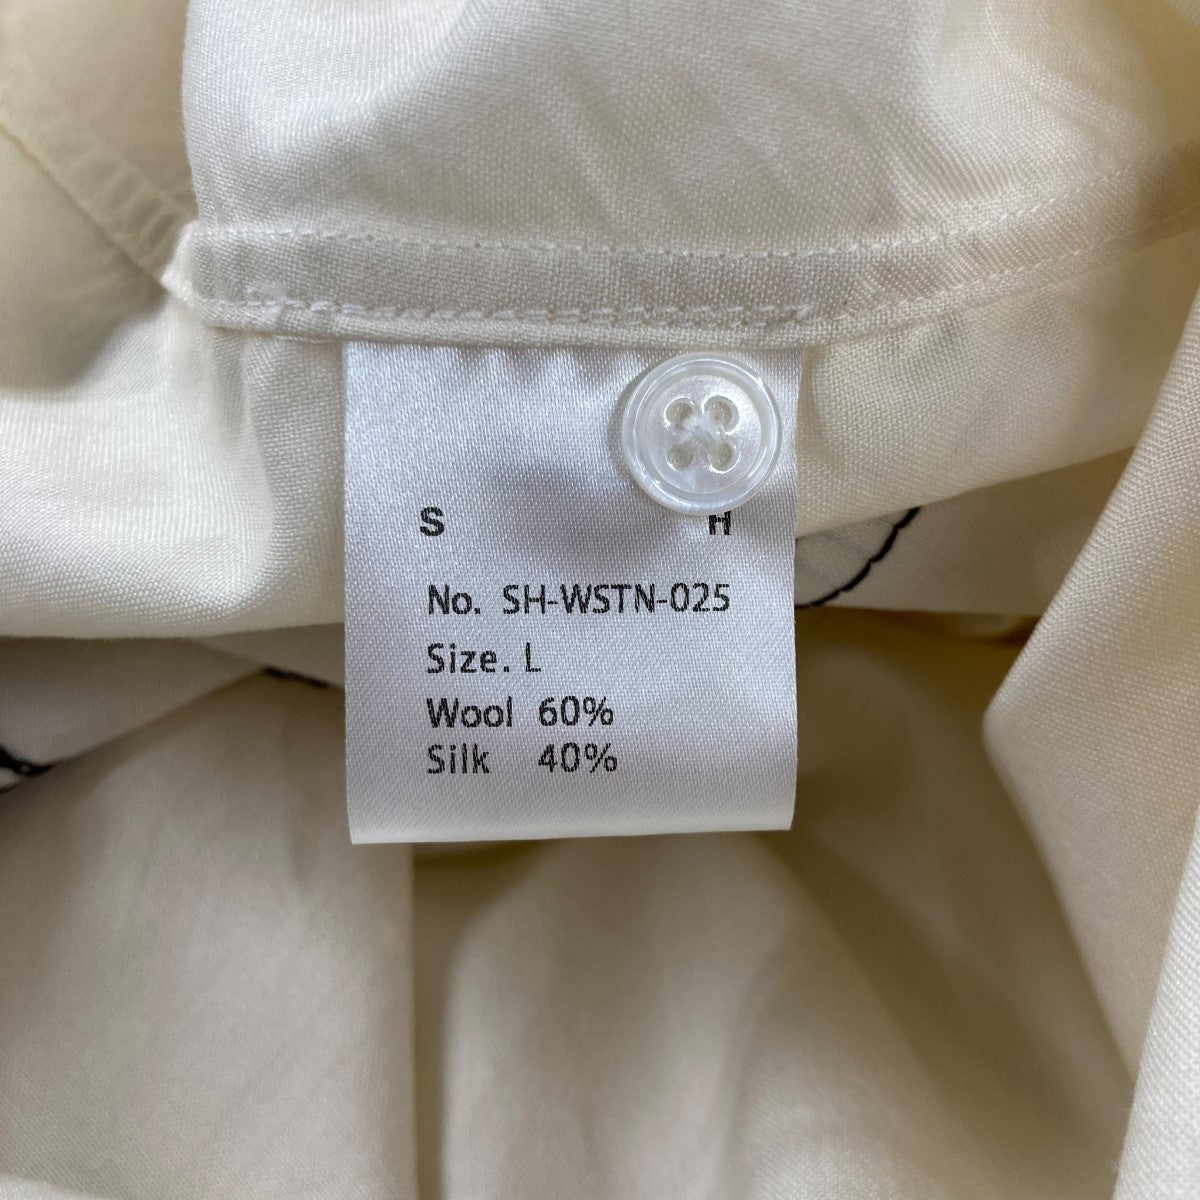 S H
No. SH-WSTN-025
Size. L
Wool 60%
Silk 40%